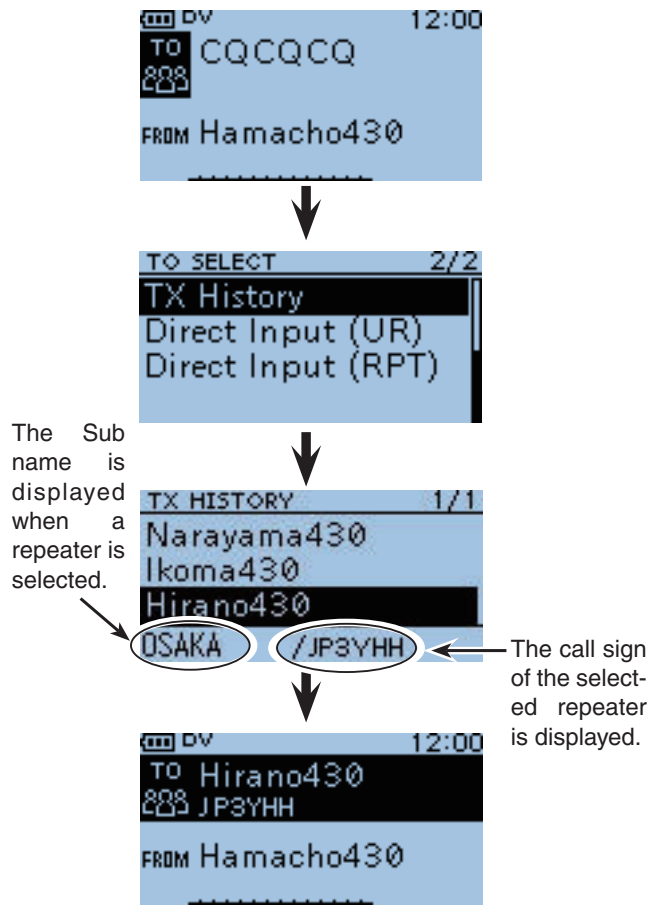 DV 12:00
TO CQCQCQ
FROM Hamacho430
TO SELECT 2/2
TX History
Direct Input (UR)
Direct Input (RPT)
The Sub
name is
displayed
when a
repeater is
selected.
TX HISTORY 1/1
Narayama430
Ikoma430
Hirano430
OSAKA /JP3YHH
The call sign
of the select-
ed repeater
is displayed.
DV 12:00
TO Hirano430
JP3YHH
FROM Hamacho430